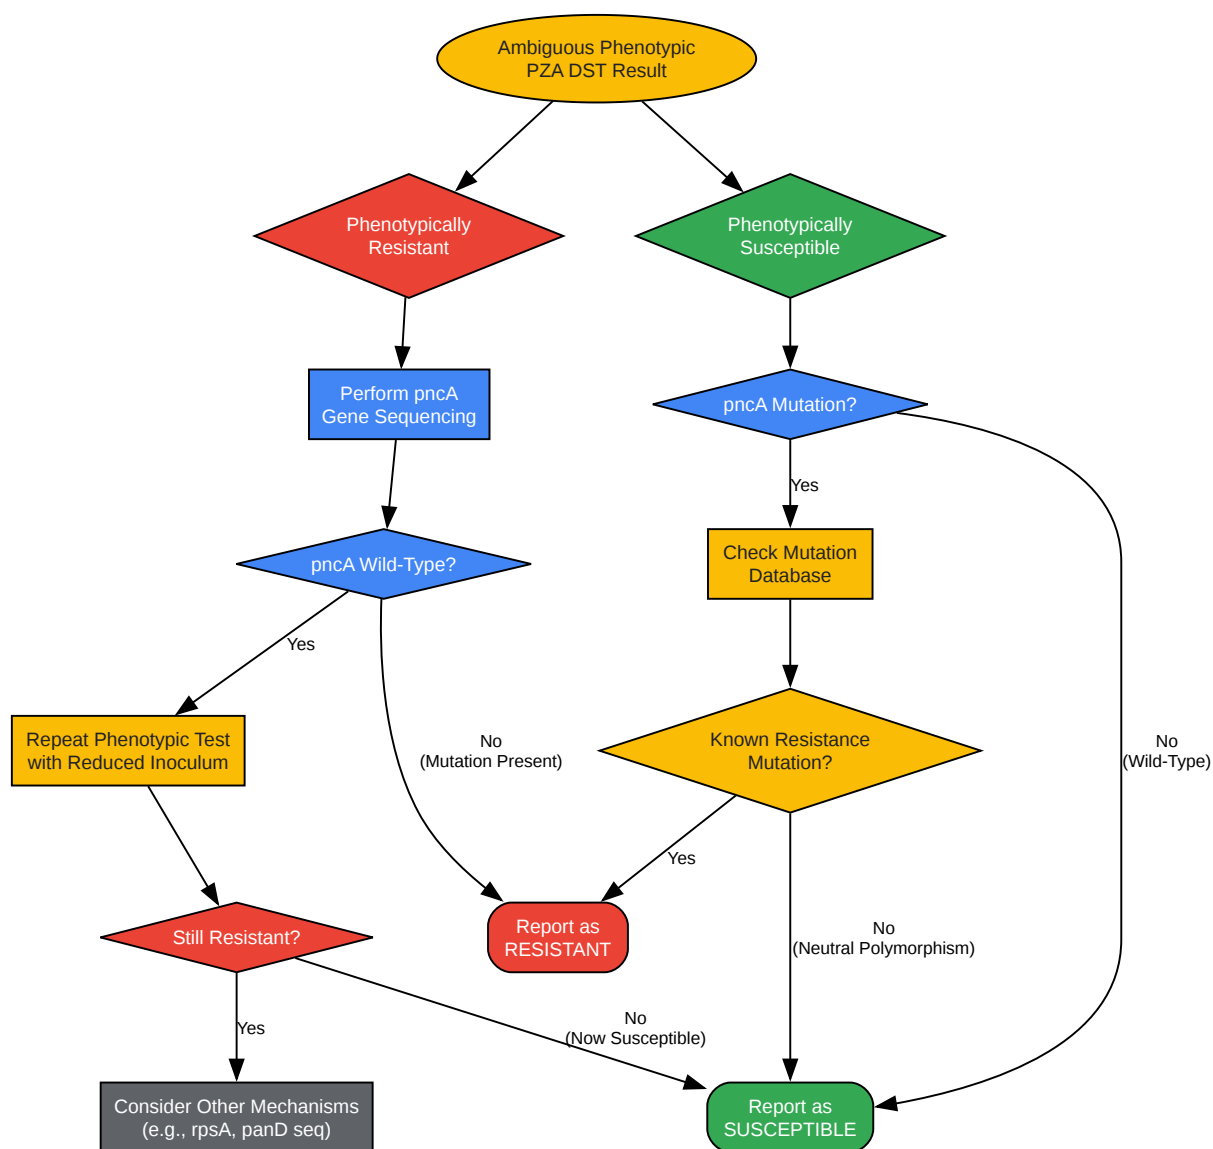 Ambiguous Phenotypic
PZA DST Result
Phenotypically
Resistant
Phenotypically
Susceptible
Perform pncA
Gene Sequencing
pncA Mutation?
Yes
pncA Wild-Type?
Check Mutation
Database
Yes
Repeat Phenotypic Test
with Reduced Inoculum
No
(Mutation Present)
Known Resistance
Mutation?
No
(Wild-Type)
Yes
Still Resistant?
Report as
RESISTANT
No
(Neutral Polymorphism)
Yes
No
(Now Susceptible)
Consider Other Mechanisms
(e.g., rpsA, panD seq)
Report as
SUSCEPTIBLE